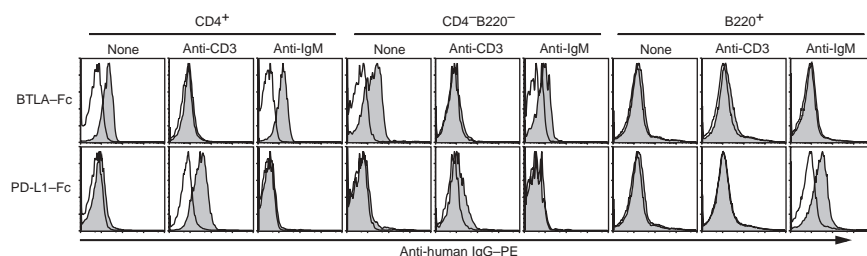 CD4+ CD4–B220– B220+
None Anti-CD3 Anti-IgM None Anti-CD3 Anti-IgM None Anti-CD3 Anti-IgM
BTLA–Fc
PD-L1–Fc
Anti-human IgG–PE